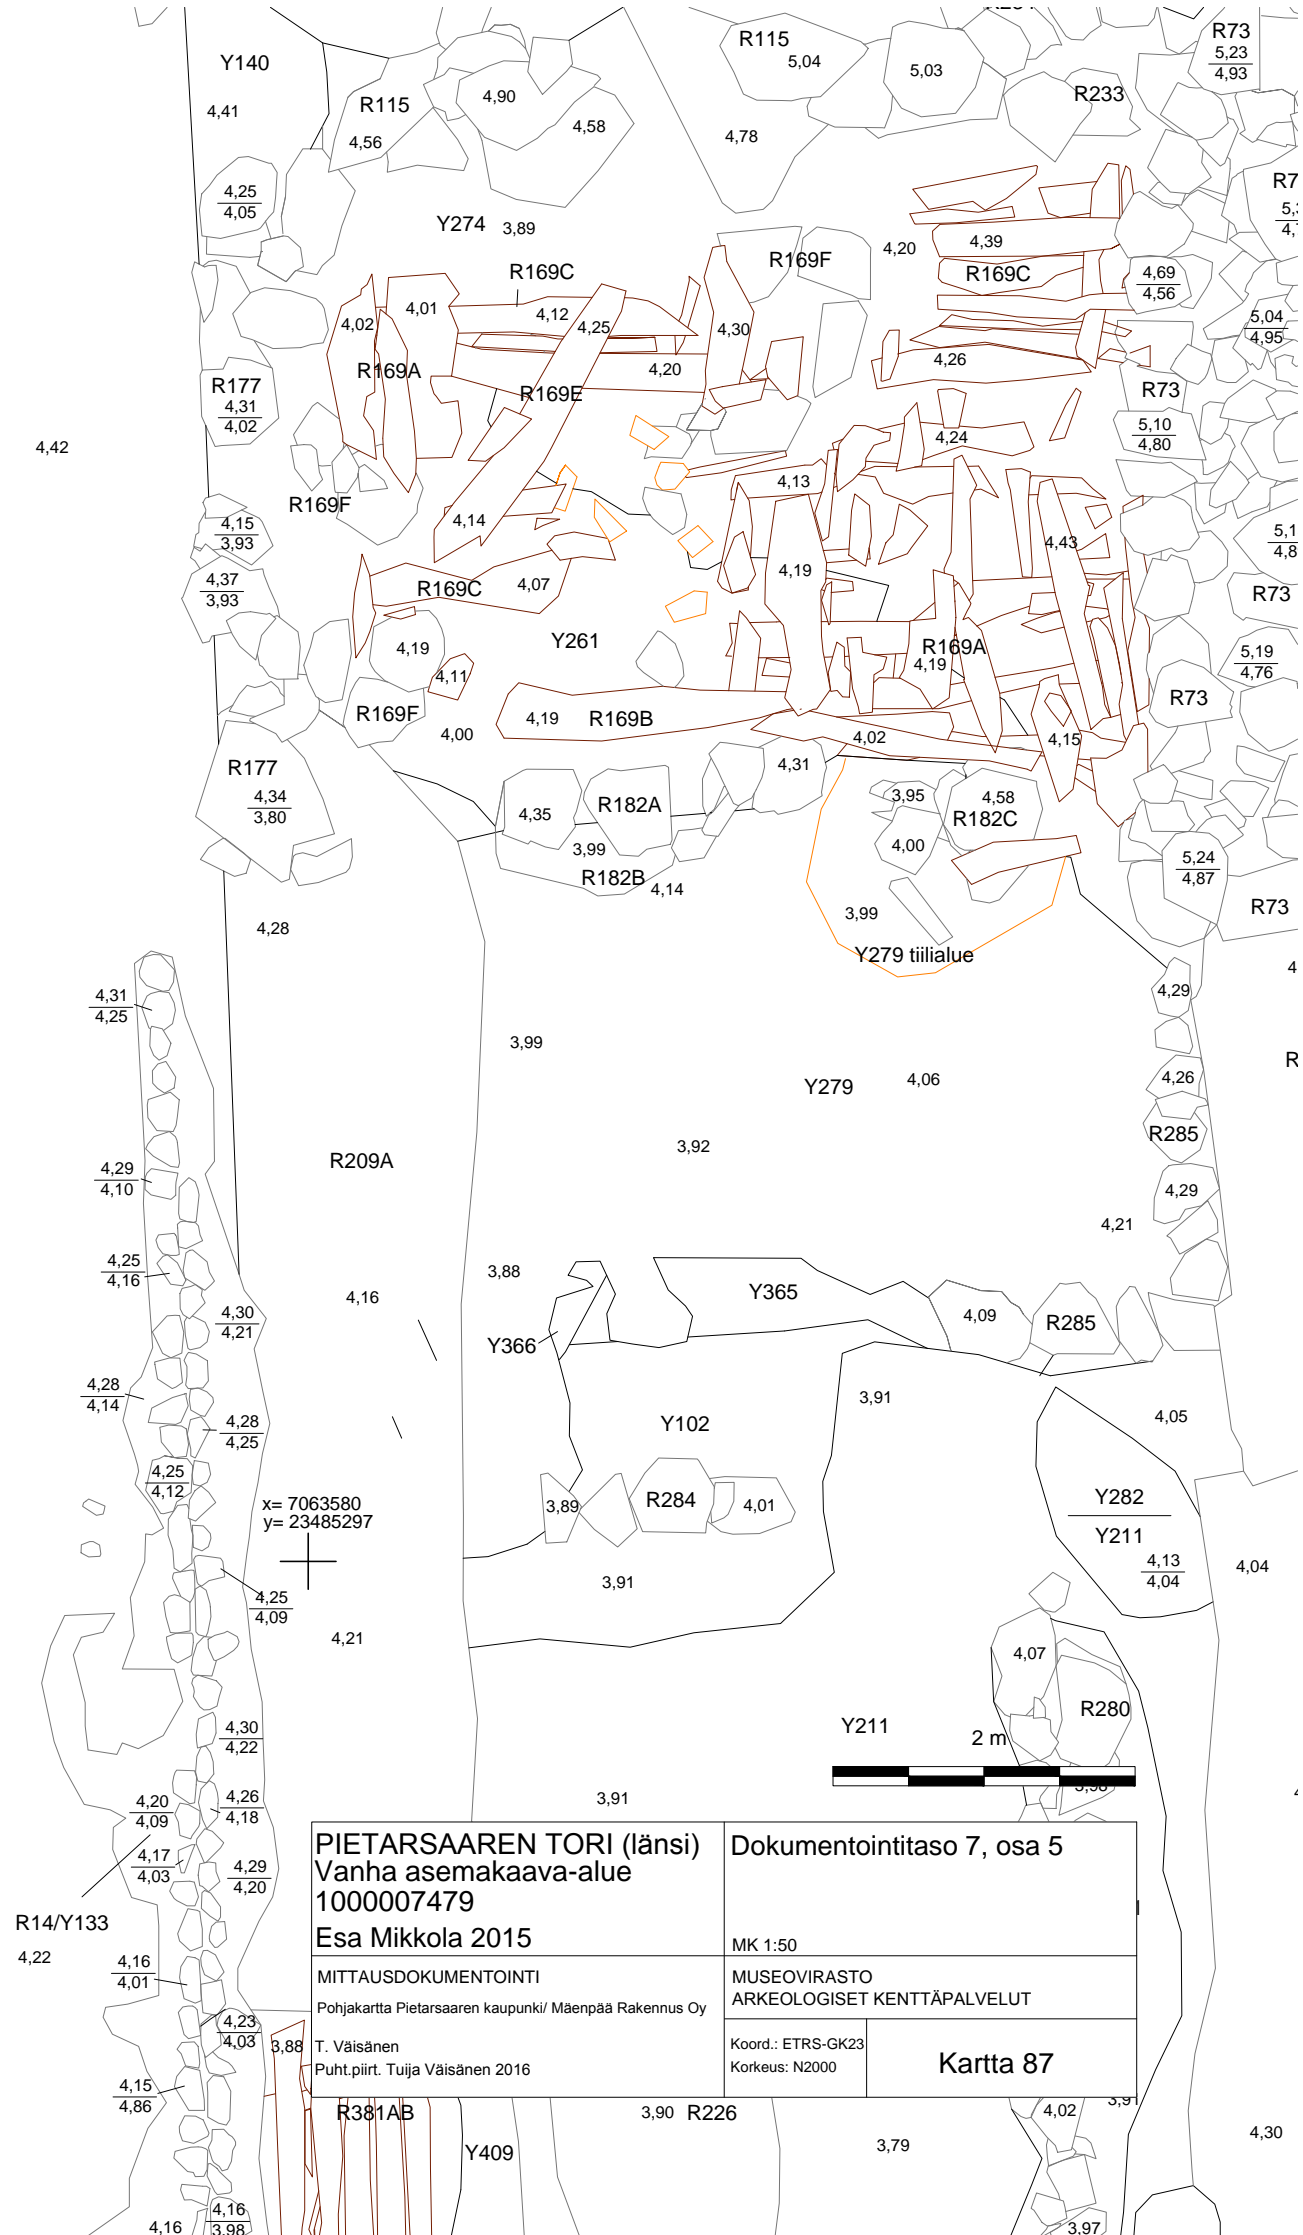 R115
5,04
5,03
R73
5,23
4,93
Y140
4,41
R115
4,56
4,90
4,58
4,78
R233
4,25
4,05
Y274 3,89
4,20
4,39
R169C
R169F
R169C
4,69
4,56
4,02
4,01
4,12
4,25
4,30
4,26
5,04
4,95
R169A
R169E
4,20
R177
4,31
4,02
R73
5,10
4,80
4,42
4,24
4,13
R169F
4,14
4,15
3,93
4,43
4,19
4,37
3,93
R169C
4,07
R73
Y261
4,19
4,11
R169A
4,19
5,19
4,76
R169F
4,00
4,19
R169B
4,02
4,15
R73
R177
4,34
3,80
4,31
4,35
R182A
3,99
R182B
4,14
3,95
4,58
R182C
4,00
5,24
4,87
R73
4,28
3,99
Y279 tiilialue
4,31
4,25
4,29
3,99
Y279
4,06
4,26
R285
3,92
R209A
4,29
4,10
4,29
4,21
4,25
4,16
3,88
4,16
4,30
4,21
Y365
Y366
4,09
R285
4,28
4,14
3,91
4,05
4,28
4,25
Y102
4,25
4,12
x= 7063580
y= 23485297
3,89
R284
4,01
Y282
Y211
4,13
4,04
4,04
3,91
4,25
4,09
4,21
4,07
R280
4,30
4,22
Y211
2 m
3,98
4,20
4,09
4,26
4,18
3,91
4,17
4,03
4,29
4,20
R14/Y133
4,22
4,16
4,01
4,23
4,03
3,88
4,15
4,86
PIETARSAAREN TORI (länsi)
Vanha asemakaava-alue
1000007479
Esa Mikkola 2015
Dokumentointitaso 7, osa 5
MK 1:50
MITTAUSDOKUMENTOINTI
Pohjakartta Pietarsaaren kaupunki/ Mäenpää Rakennus Oy
T. Väisänen
Puht.piirt. Tuija Väisänen 2016
MUSEOVIRASTO
ARKEOLOGISET KENTTÄPALVELUT
Koord.: ETRS-GK23
Korkeus: N2000
Kartta 87
R381AB
3,90 R226
4,02
3,91
Y409
3,79
4,30
4,16
4,16
3,98
3,97